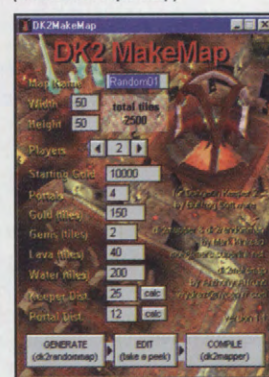 DK2MakeMap
DK2 MakeMap
Map Name Random01
Width 50
total tiles
2500
Height 50
Players 2
Starting Gold 10000
Portals 4
Gold (tiles) 150
Gems (tiles) 2
Lava (tiles) 40
Water (tiles) 200
Keeper Dist. 25 calc
Portal Dist. 12 calc
GENERATE
(dk2randommap)
EDIT
(take a peek)
COMPILE
(dk2mapper)